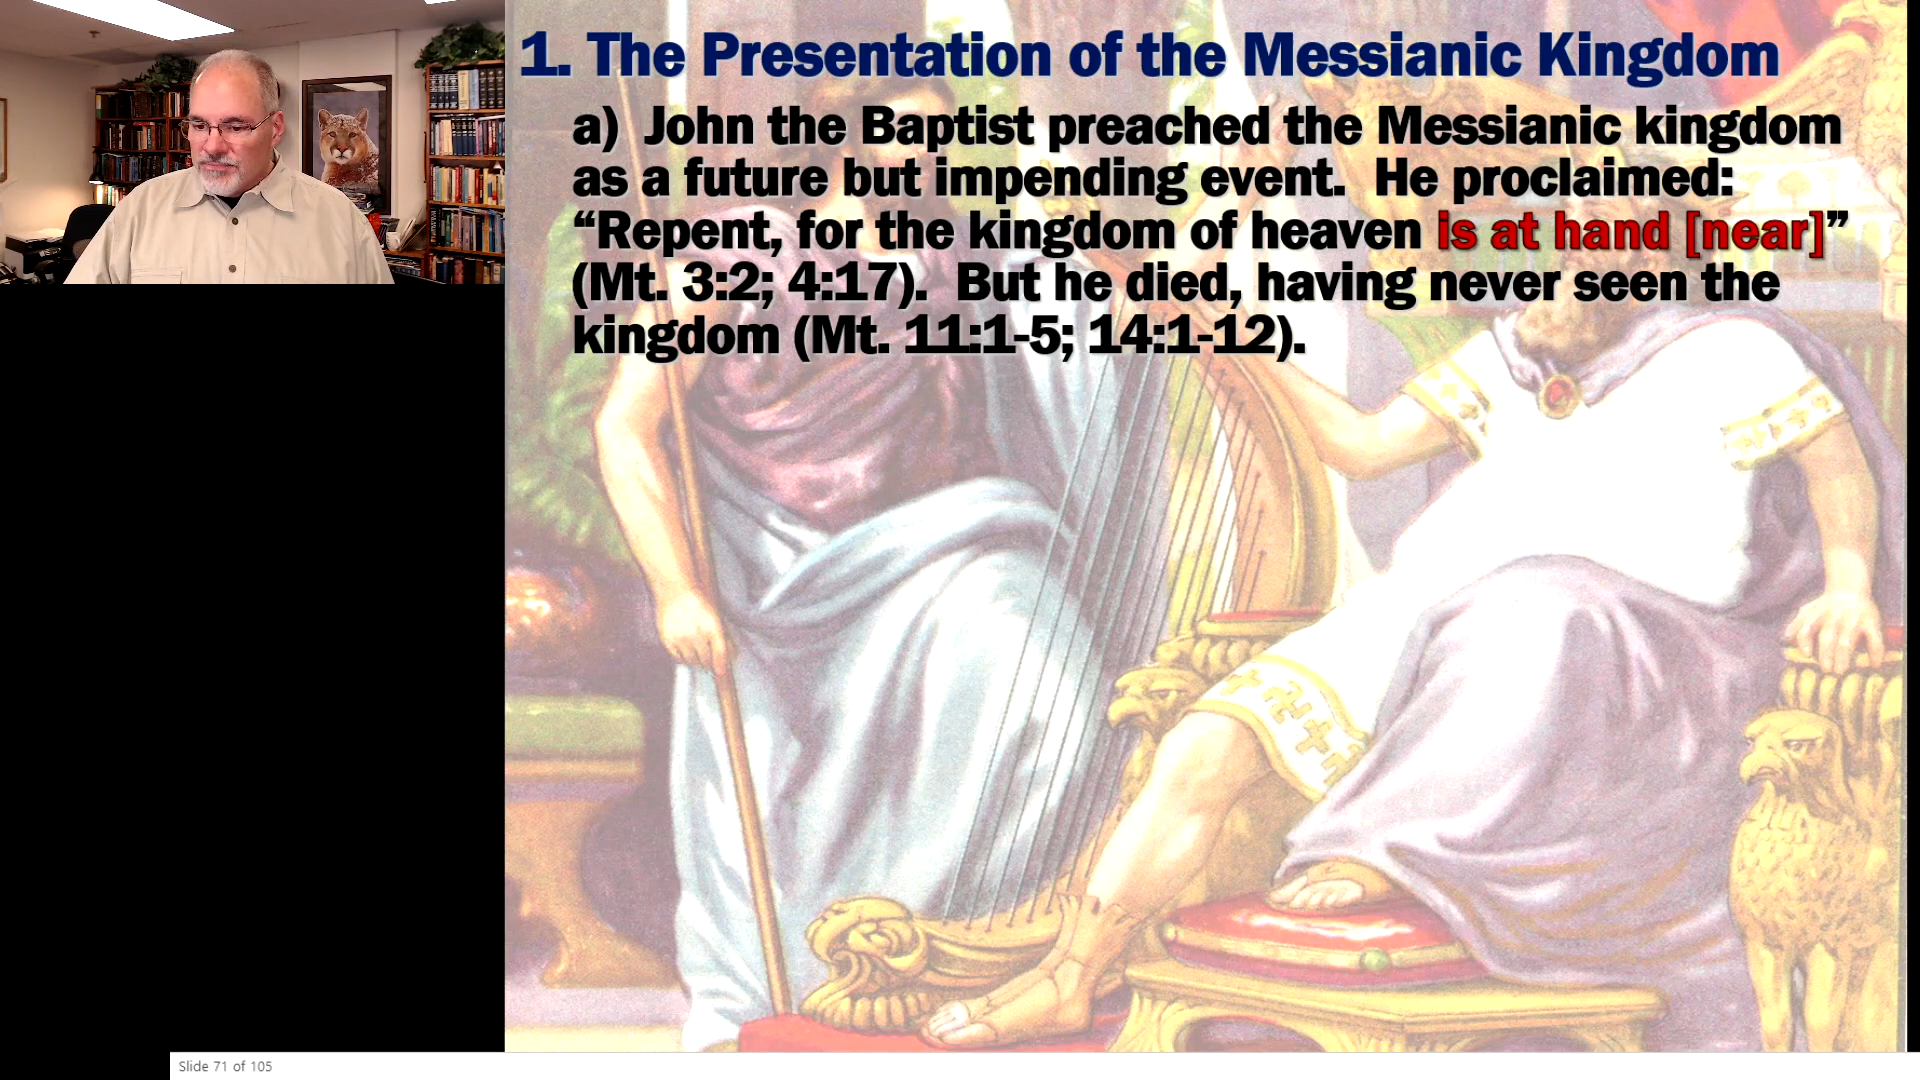 1. The Presentation of the Messianic Kingdom
a) John the Baptist preached the Messianic kingdom
as a future but impending event. He proclaimed:
“Repent, for the kingdom of heaven is at hand [near]”
(Mt. 3:2; 4:17). But he died, having never seen the
kingdom (Mt. 11:1-5; 14:1-12).
Slide 71 of 105